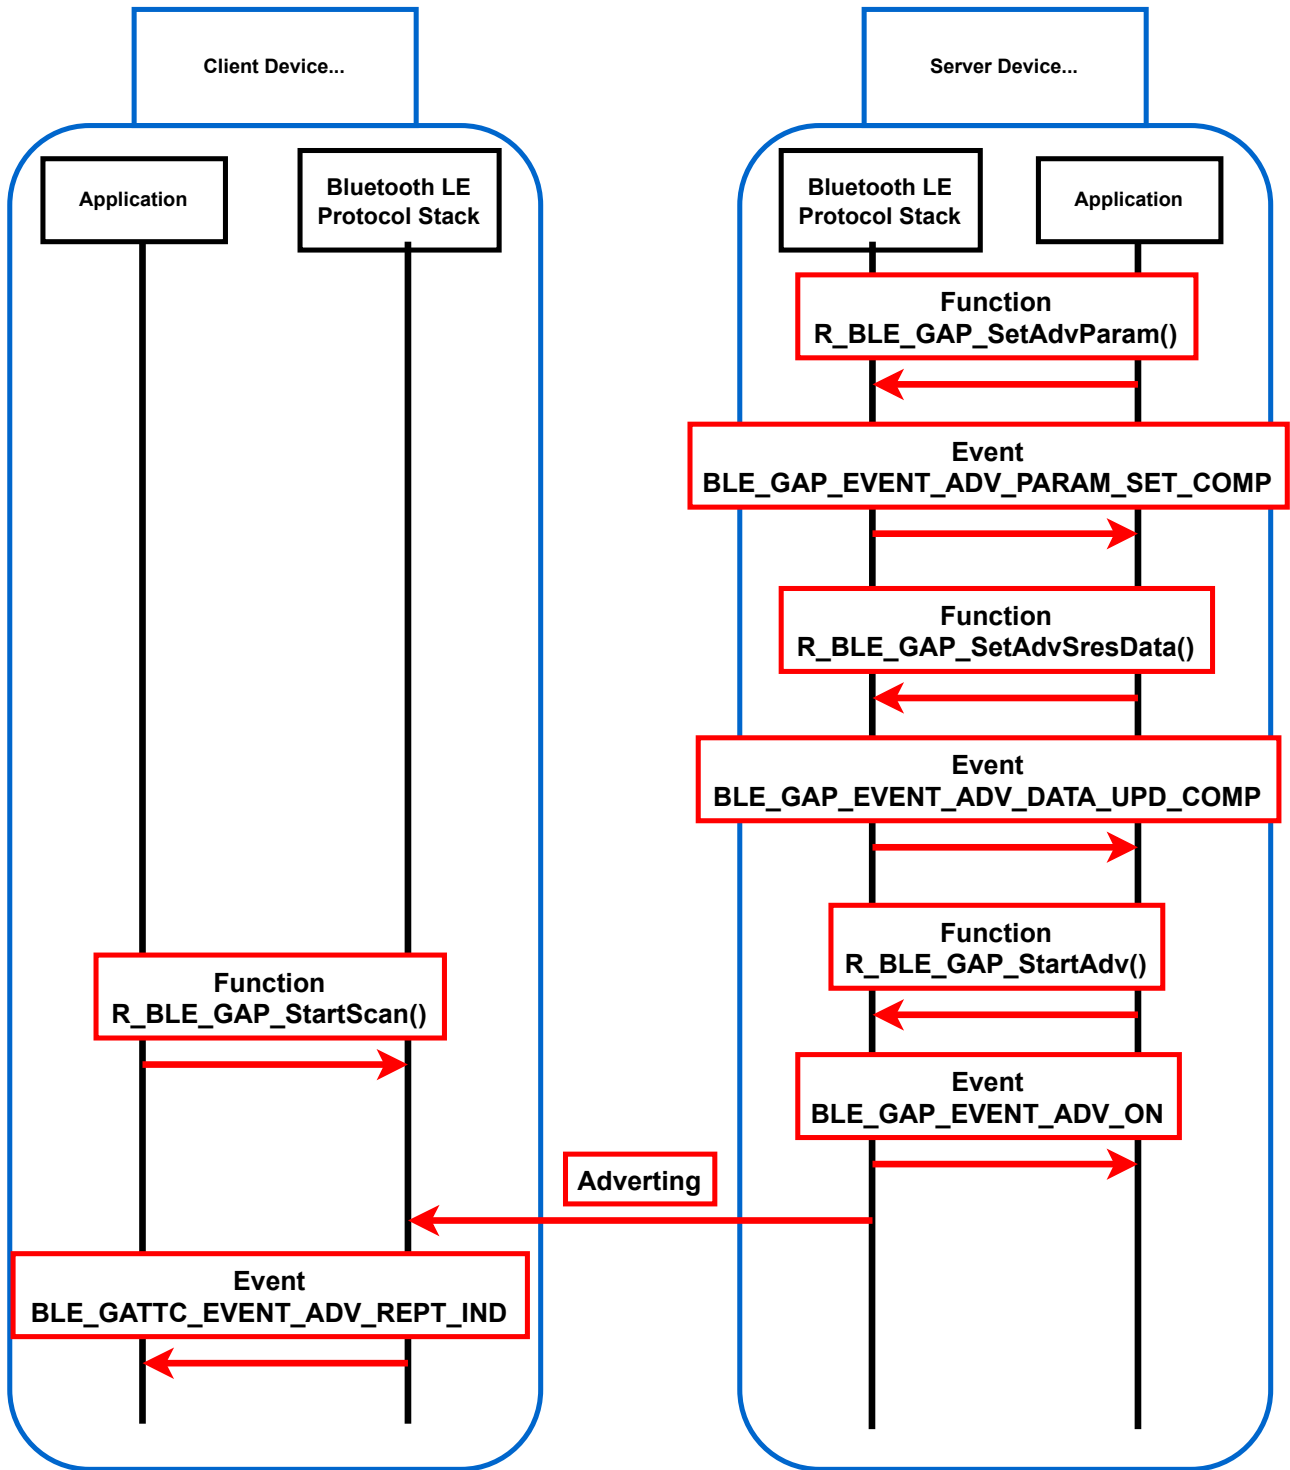 Client Device...
Server Device...
Application
Bluetooth LE
Protocol Stack
Bluetooth LE
Protocol Stack
Application
Function
R_BLE_GAP_SetAdvParam()
Event
BLE_GAP_EVENT_ADV_PARAM_SET_COMP
Function
R_BLE_GAP_SetAdvSresData()
Event
BLE_GAP_EVENT_ADV_DATA_UPD_COMP
Function
R_BLE_GAP_StartAdv()
Function
R_BLE_GAP_StartScan()
Event
BLE_GAP_EVENT_ADV_ON
Adverting
Event
BLE_GATTC_EVENT_ADV_REPT_IND